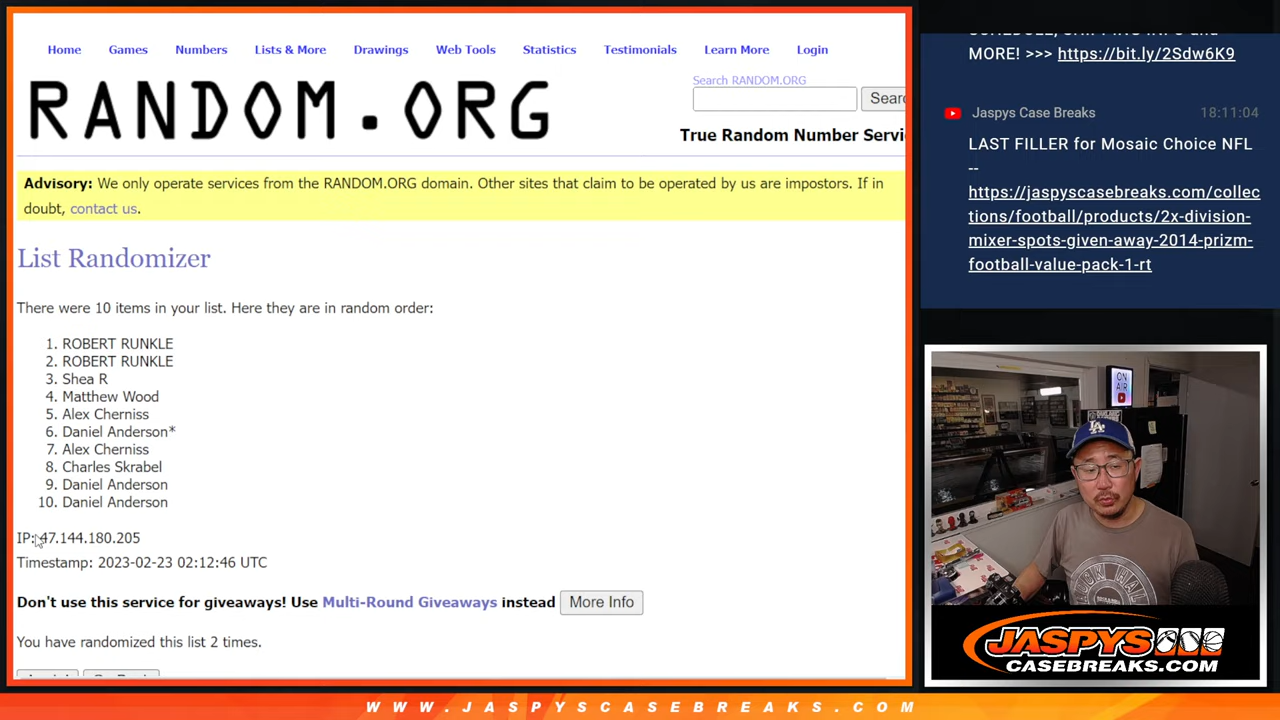 Home Games Numbers Lists & More Drawings Web Tools Statistics Testimonials Learn More Login
RANDOM.ORG
Search RANDOM.ORG
True Random Number Servi
Advisory: We only operate services from the RANDOM.ORG domain. Other sites that claim to be operated by us are impostors. If in
doubt, contact us.
List Randomizer
There were 10 items in your list. Here they are in random order:
1. ROBERT RUNKLE
2. ROBERT RUNKLE
3. Shea R
4. Matthew Wood
5. Alex Cherniss
6. Daniel Anderson*
7. Alex Cherniss
8. Charles Skrabel
9. Daniel Anderson
10. Daniel Anderson
IP: 47.144.180.205
Timestamp: 2023-02-23 02:12:46 UTC
Don't use this service for giveaways! Use Multi-Round Giveaways instead More Info
You have randomized this list 2 times.
MORE! >>> https://bit.ly/2Sdw6K9
Jaspys Case Breaks 18:11:04
LAST FILLER for Mosaic Choice NFL
--
https://jaspyscasebreaks.com/collec
tions/football/products/2x-division-
mixer-spots-given-away-2014-prizm-
football-value-pack-1-rt
ON
AIR
LA
JASPYS
CASEBREAKS.COM
WWW.JASPYSCASEBREAKS.COM